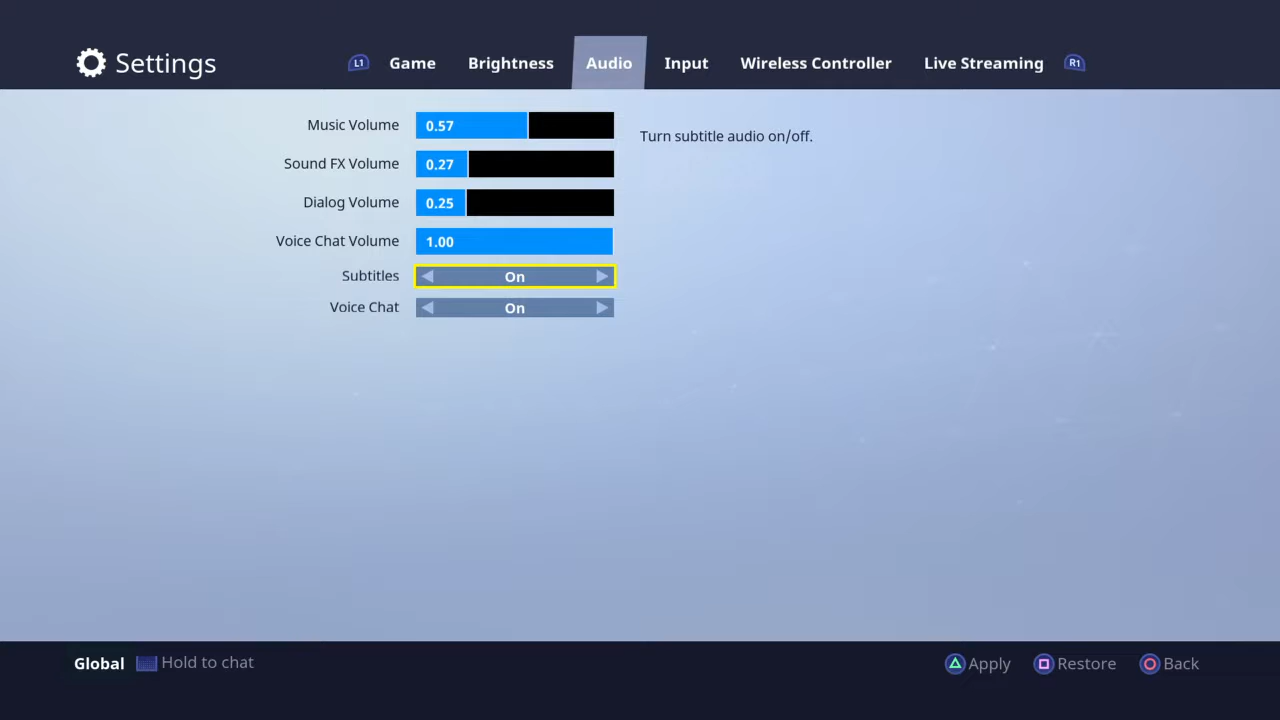 Settings
L1 Game Brightness Audio Input Wireless Controller Live Streaming R1
Music Volume 0.57
Turn subtitle audio on/off.
Sound FX Volume 0.27
Dialog Volume 0.25
Voice Chat Volume 1.00
Subtitles On
Voice Chat On
Global Hold to chat
Apply Restore Back